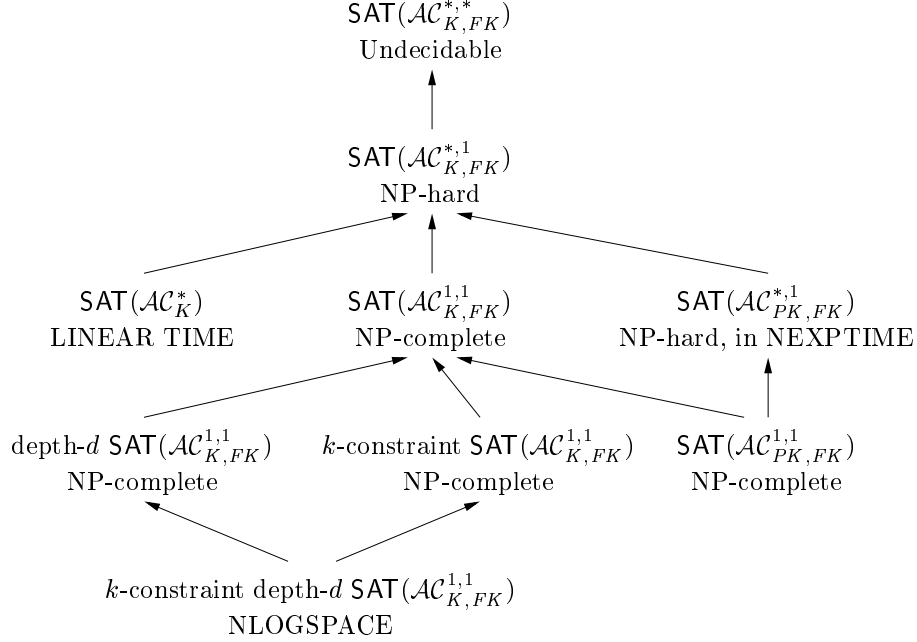 SAT(𝒜𝒞^{*,*}_{K,FK})
Undecidable
SAT(𝒜𝒞^{*,1}_{K,FK})
NP-hard
SAT(𝒜𝒞^{*}_{K})
LINEAR TIME
SAT(𝒜𝒞^{1,1}_{K,FK})
NP-complete
SAT(𝒜𝒞^{*,1}_{PK,FK})
NP-hard, in NEXPTIME
depth-d SAT(𝒜𝒞^{1,1}_{K,FK})
NP-complete
k-constraint SAT(𝒜𝒞^{1,1}_{K,FK})
NP-complete
SAT(𝒜𝒞^{1,1}_{PK,FK})
NP-complete
k-constraint depth-d SAT(𝒜𝒞^{1,1}_{K,FK})
NLOGSPACE